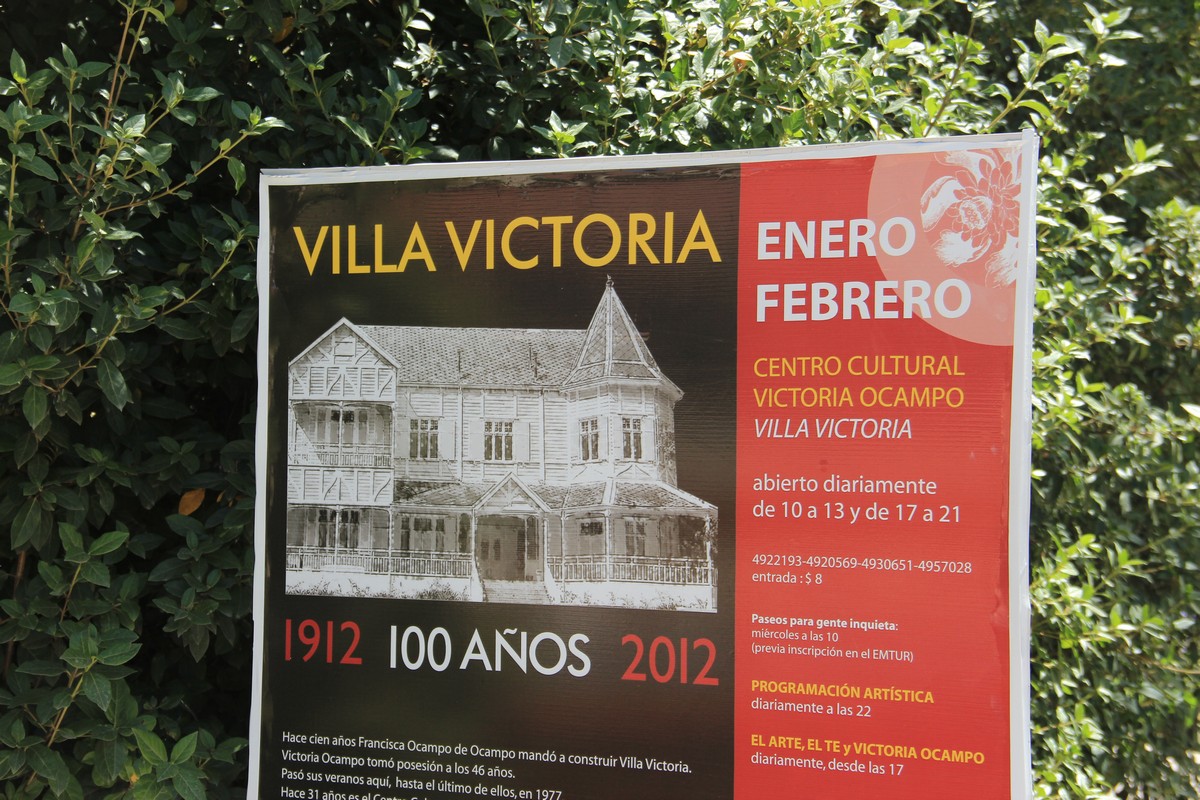 VILLA VICTORIA
1912 100 AÑOS 2012
Hace cien años Francisca Ocampo de Ocampo mandó a construir Villa Victoria.
Victoria Ocampo tomó posesión a los 46 años.
Pasó sus veranos aquí, hasta el último de ellos, en 1977
Hace 31 años es el Centro
ENERO
FEBRERO
CENTRO CULTURAL
VICTORIA OCAMPO
VILLA VICTORIA
abierto diariamente
de 10 a 13 y de 17 a 21
4922193-4920569-4930651-4957028
entrada : $ 8
Paseos para gente inquieta:
miércoles a las 10
(previa inscripción en el EMTUR)
PROGRAMACIÓN ARTÍSTICA
diariamente a las 22
EL ARTE, EL TE y VICTORIA OCAMPO
diariamente, desde las 17